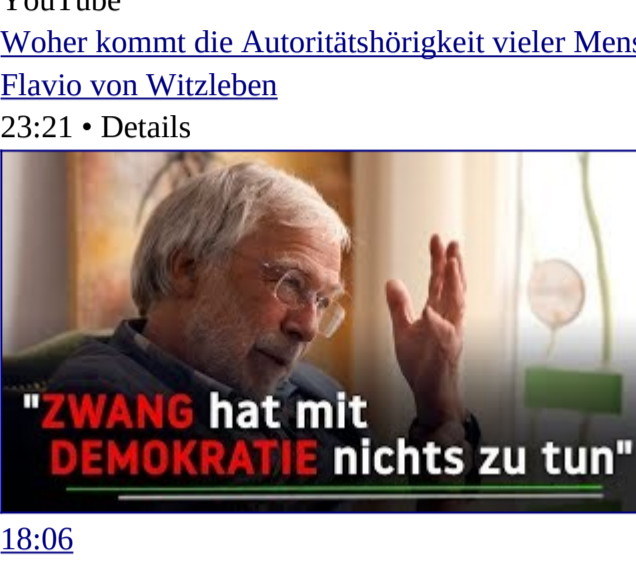 YouTube
Woher kommt die Autoritätshörigkeit vieler Mens
Flavio von Witzleben
23:21 • Details
"ZWANG hat mit
DEMOKRATIE nichts zu tun"
18:06